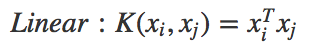 Linear : K(xᵢ, xⱼ) = xᵢᵀxⱼ